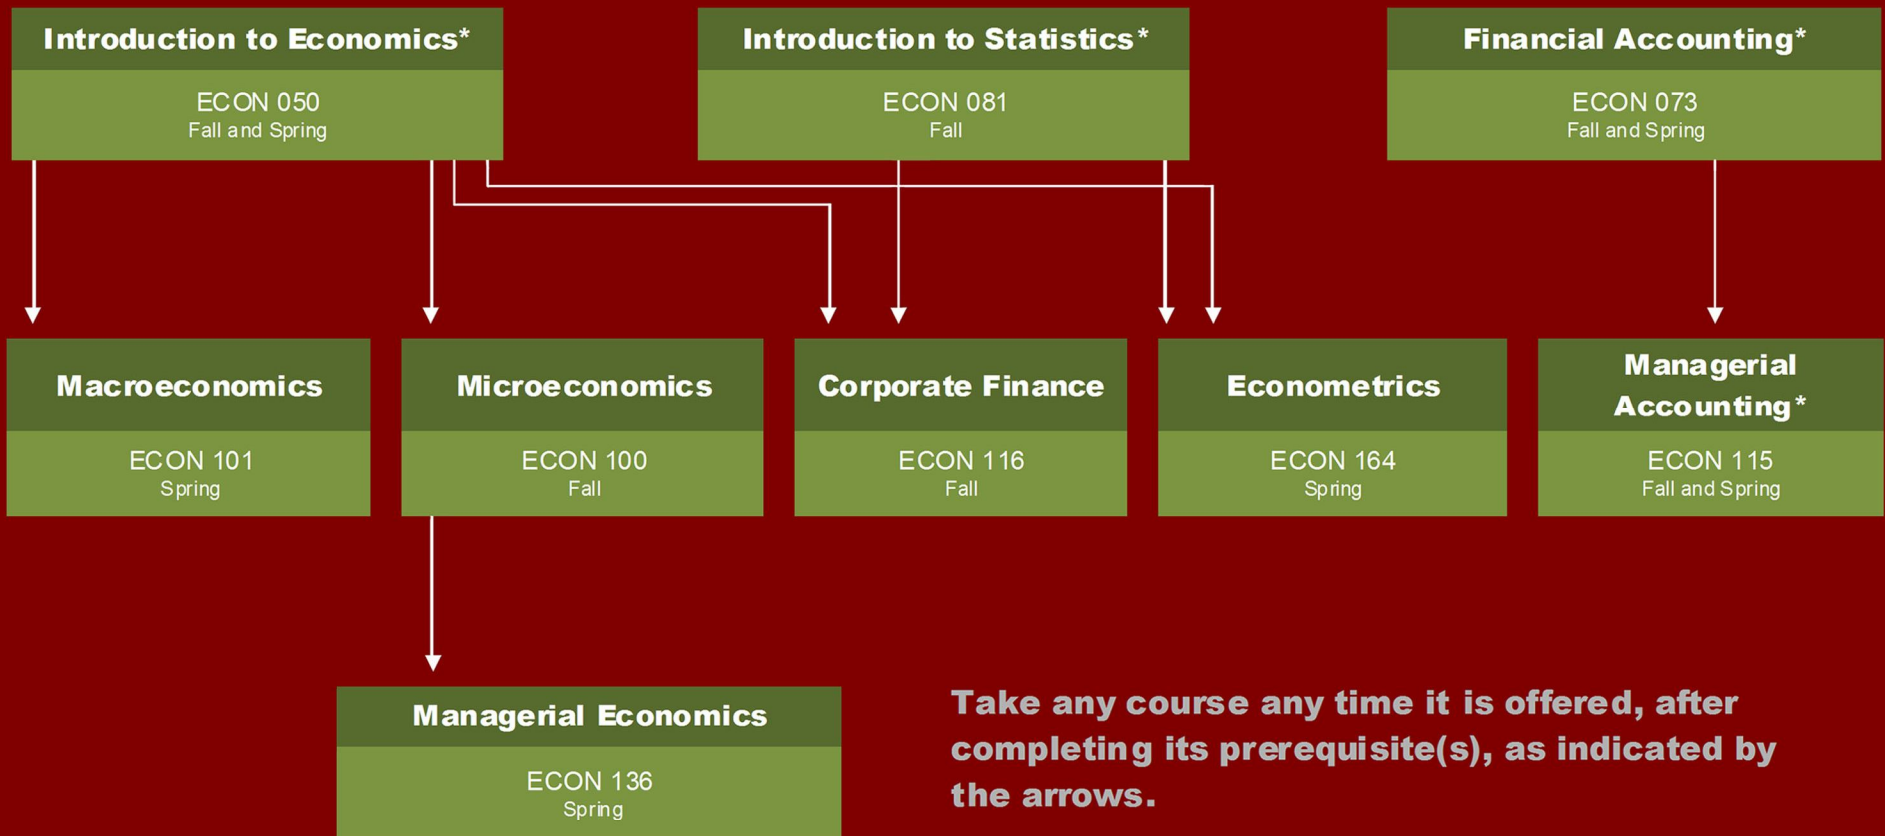 Introduction to Economics*
ECON 050
Fall and Spring
Introduction to Statistics*
ECON 081
Fall
Financial Accounting*
ECON 073
Fall and Spring
Macroeconomics
ECON 101
Spring
Microeconomics
ECON 100
Fall
Corporate Finance
ECON 116
Fall
Econometrics
ECON 164
Spring
Managerial
Accounting*
ECON 115
Fall and Spring
Managerial Economics
ECON 136
Spring
Take any course any time it is offered, after
completing its prerequisite(s), as indicated by
the arrows.